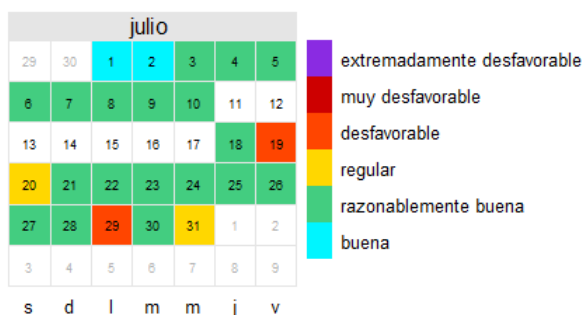 julio
29 30 1 2 3 4 5
6 7 8 9 10 11 12
13 14 15 16 17 18 19
20 21 22 23 24 25 26
27 28 29 30 31 1 2
3 4 5 6 7 8 9
s d l m m j v
extremadamente desfavorable
muy desfavorable
desfavorable
regular
razonablemente buena
buena